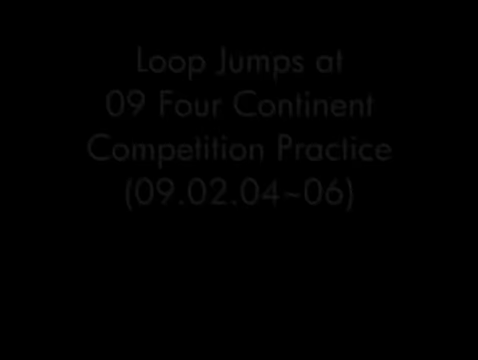 Loop Jumps at
09 Four Continent
Competition Practice
(09.02.04~06)